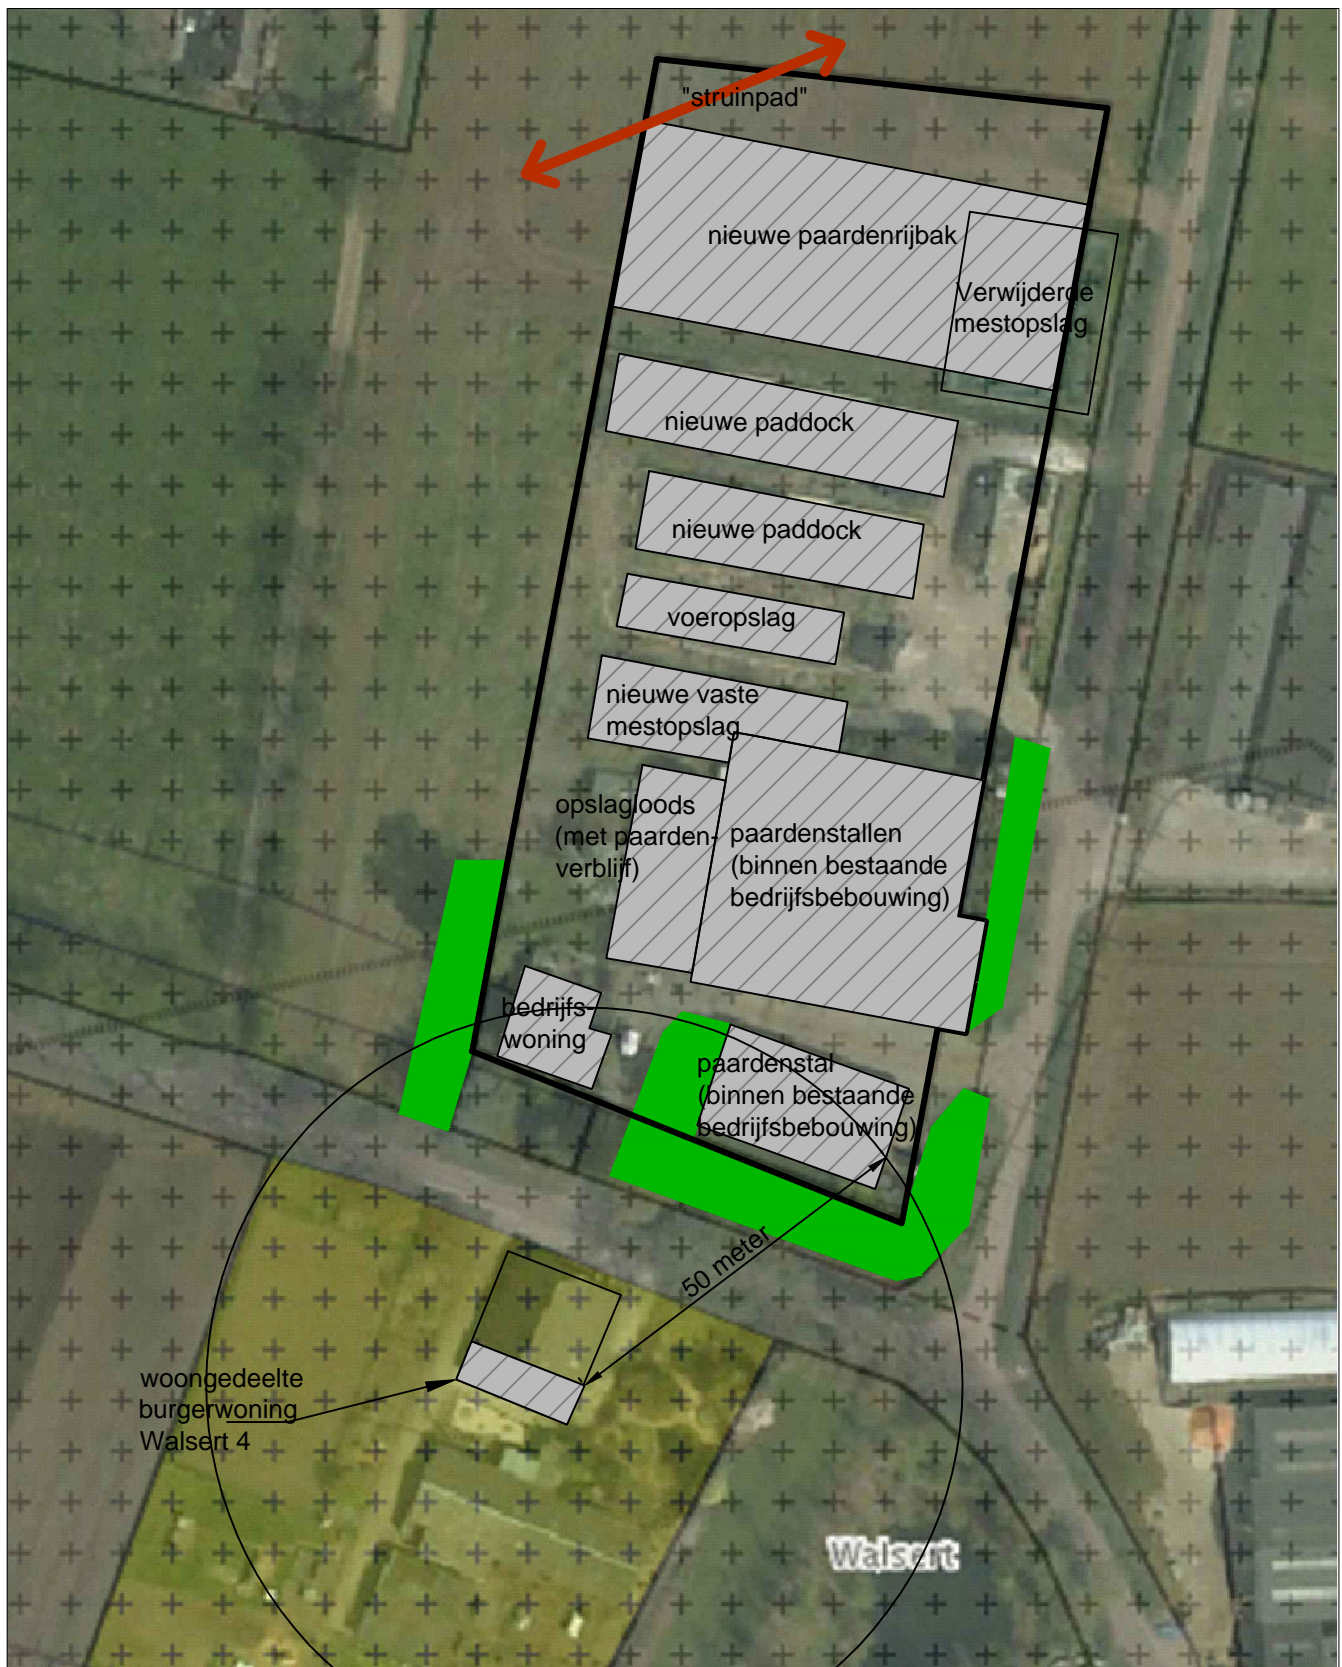 "struinpad"
nieuwe paardenrijbak
Verwijderde
mestopslag
nieuwe paddock
nieuwe paddock
voeropslag
nieuwe vaste
mestopslag
opslagloods
(met paarden-
verblijf)
paardenstallen
(binnen bestaande
bedrijfsbebouwing)
bedrijfs-
woning
paardenstal
(binnen bestaande
bedrijfsbebouwing)
50 meter
woongedeelte
burgerwoning
Walsert 4
Walsert